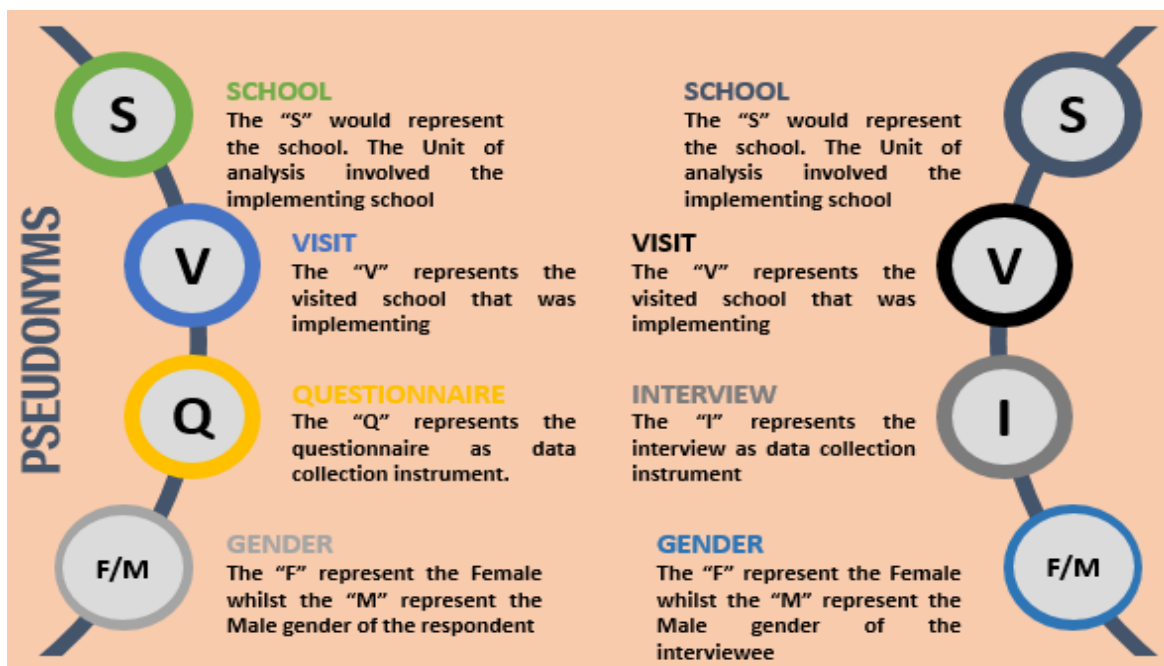 PSEUDONYMS
S
SCHOOL
The “S” would represent
the school. The Unit of
analysis involved the
implementing school
V
VISIT
The “V” represents the
visited school that was
implementing
Q
QUESTIONNAIRE
The “Q” represents the
questionnaire as data
collection instrument.
F/M
GENDER
The “F” represent the Female
whilst the “M” represent the
Male gender of the respondent
SCHOOL
The “S” would represent
the school. The Unit of
analysis involved the
implementing school
S
VISIT
The “V” represents the
visited school that was
implementing
V
INTERVIEW
The “I” represents the
interview as data collection
instrument
I
GENDER
The “F” represent the Female
whilst the “M” represent the
Male gender of the
interviewee
F/M